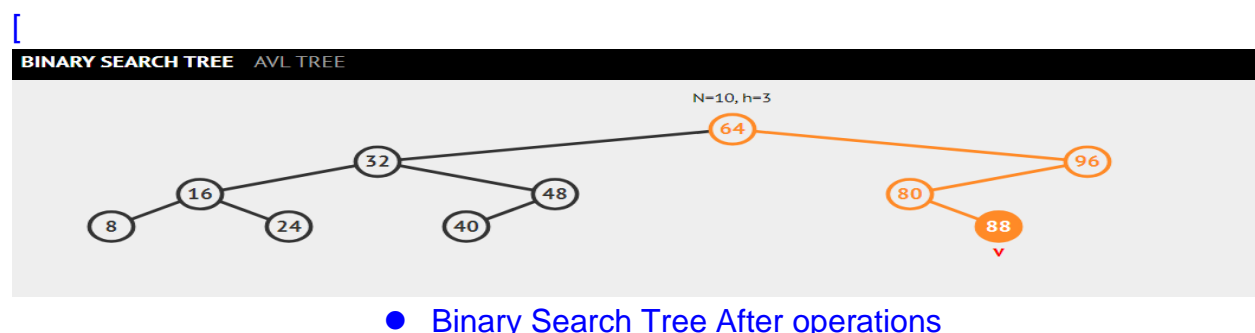 [
BINARY SEARCH TREE AVL TREE
N=10, h=3
64
32 96
16 48 80
8 24 40 88
v
● Binary Search Tree After operations